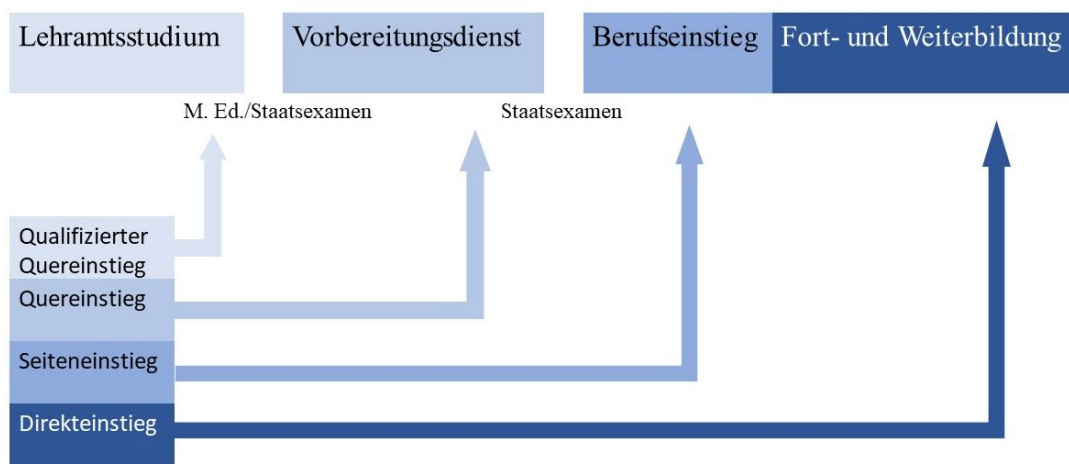 Lehramtsstudium
Vorbereitungsdienst
Berufseinstieg
Fort- und Weiterbildung
M. Ed./Staatsexamen
Staatsexamen
Qualifizierter
Quereinstieg
Quereinstieg
Seiteneinstieg
Direkteinstieg